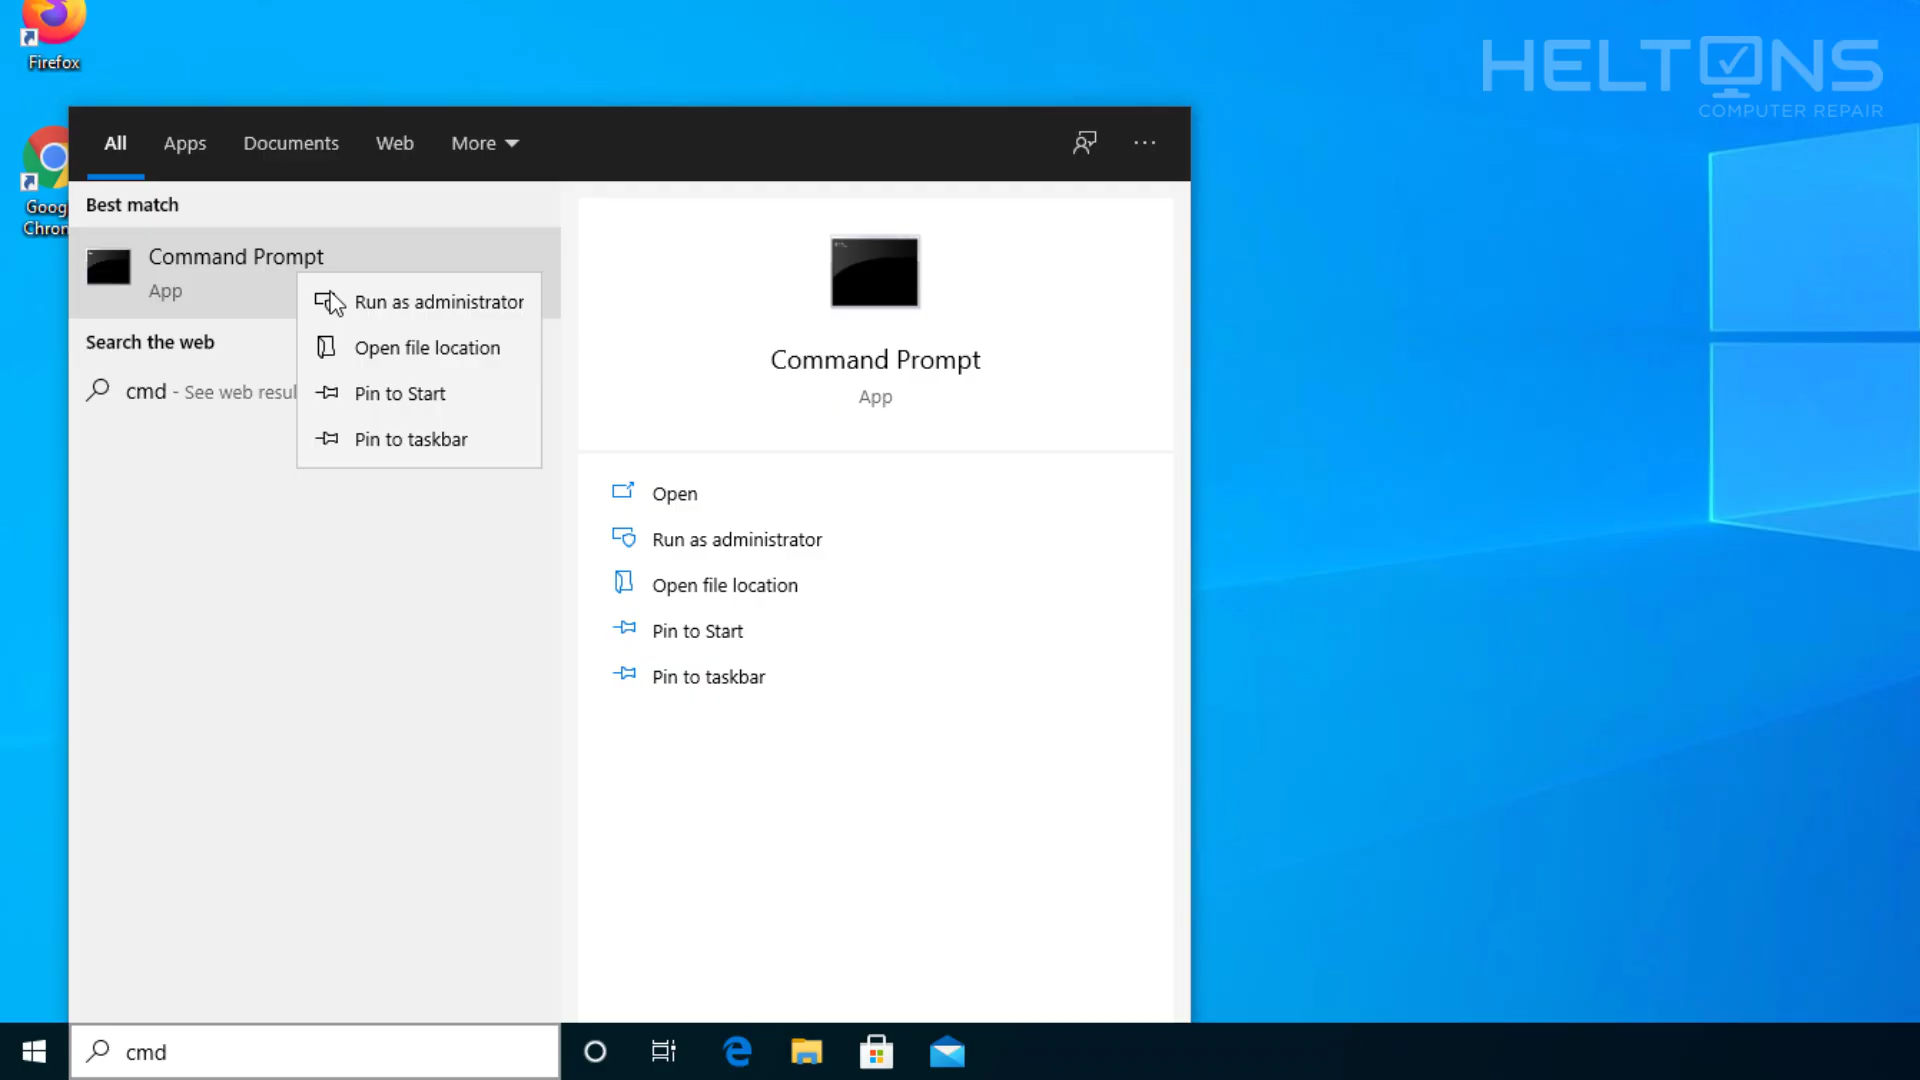 Firefox
HELTONS
COMPUTER REPAIR
All Apps Documents Web More
Goog
Chron
Best match
Command Prompt
App
Run as administrator
Open file location
Pin to Start
Pin to taskbar
Search the web
cmd - See web resul
Command Prompt
App
Open
Run as administrator
Open file location
Pin to Start
Pin to taskbar
cmd